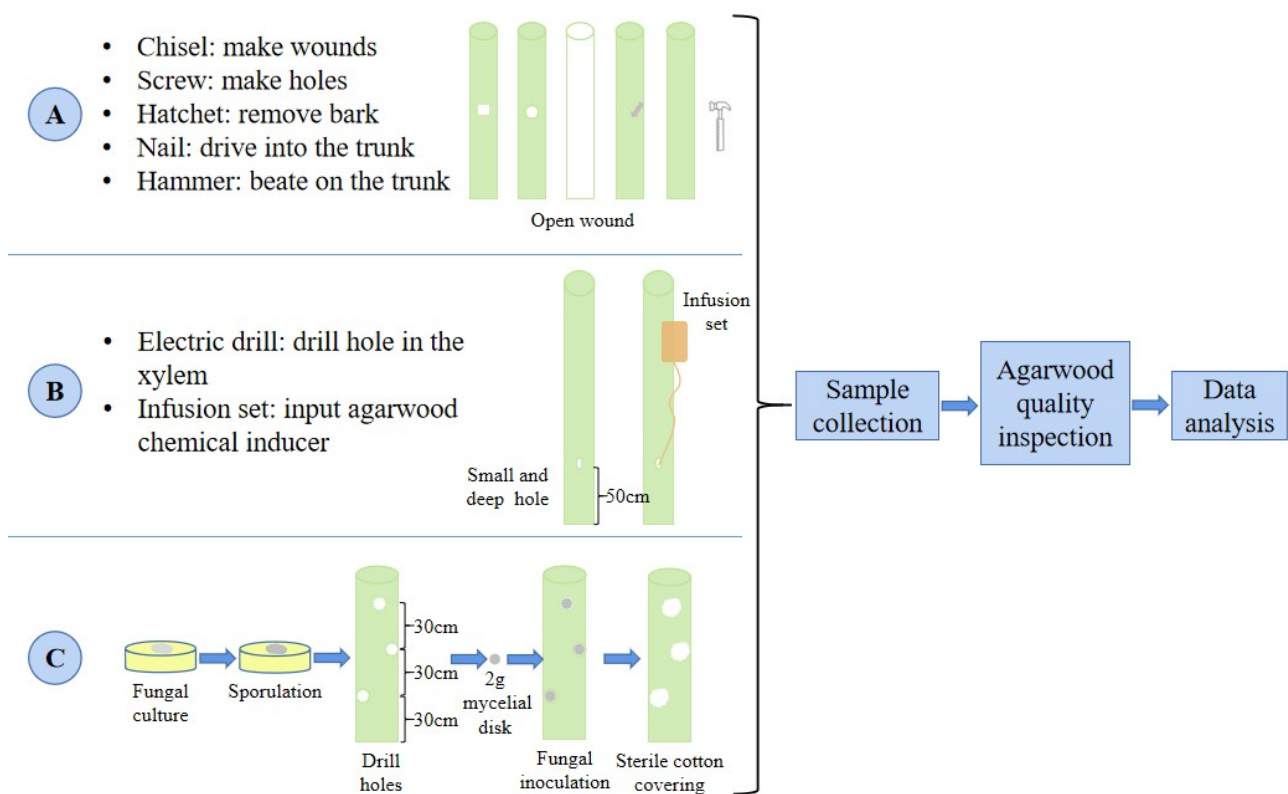 A
• Chisel: make wounds
• Screw: make holes
• Hatchet: remove bark
• Nail: drive into the trunk
• Hammer: beate on the trunk
Open wound
B
• Electric drill: drill hole in the
xylem
• Infusion set: input agarwood
chemical inducer
Small and
deep hole
50cm
Infusion
set
C
Fungal
culture
Sporulation
30cm
30cm
30cm
Drill
holes
2g
mycelial
disk
Fungal
inoculation
Sterile cotton
covering
Sample
collection
Agarwood
quality
inspection
Data
analysis